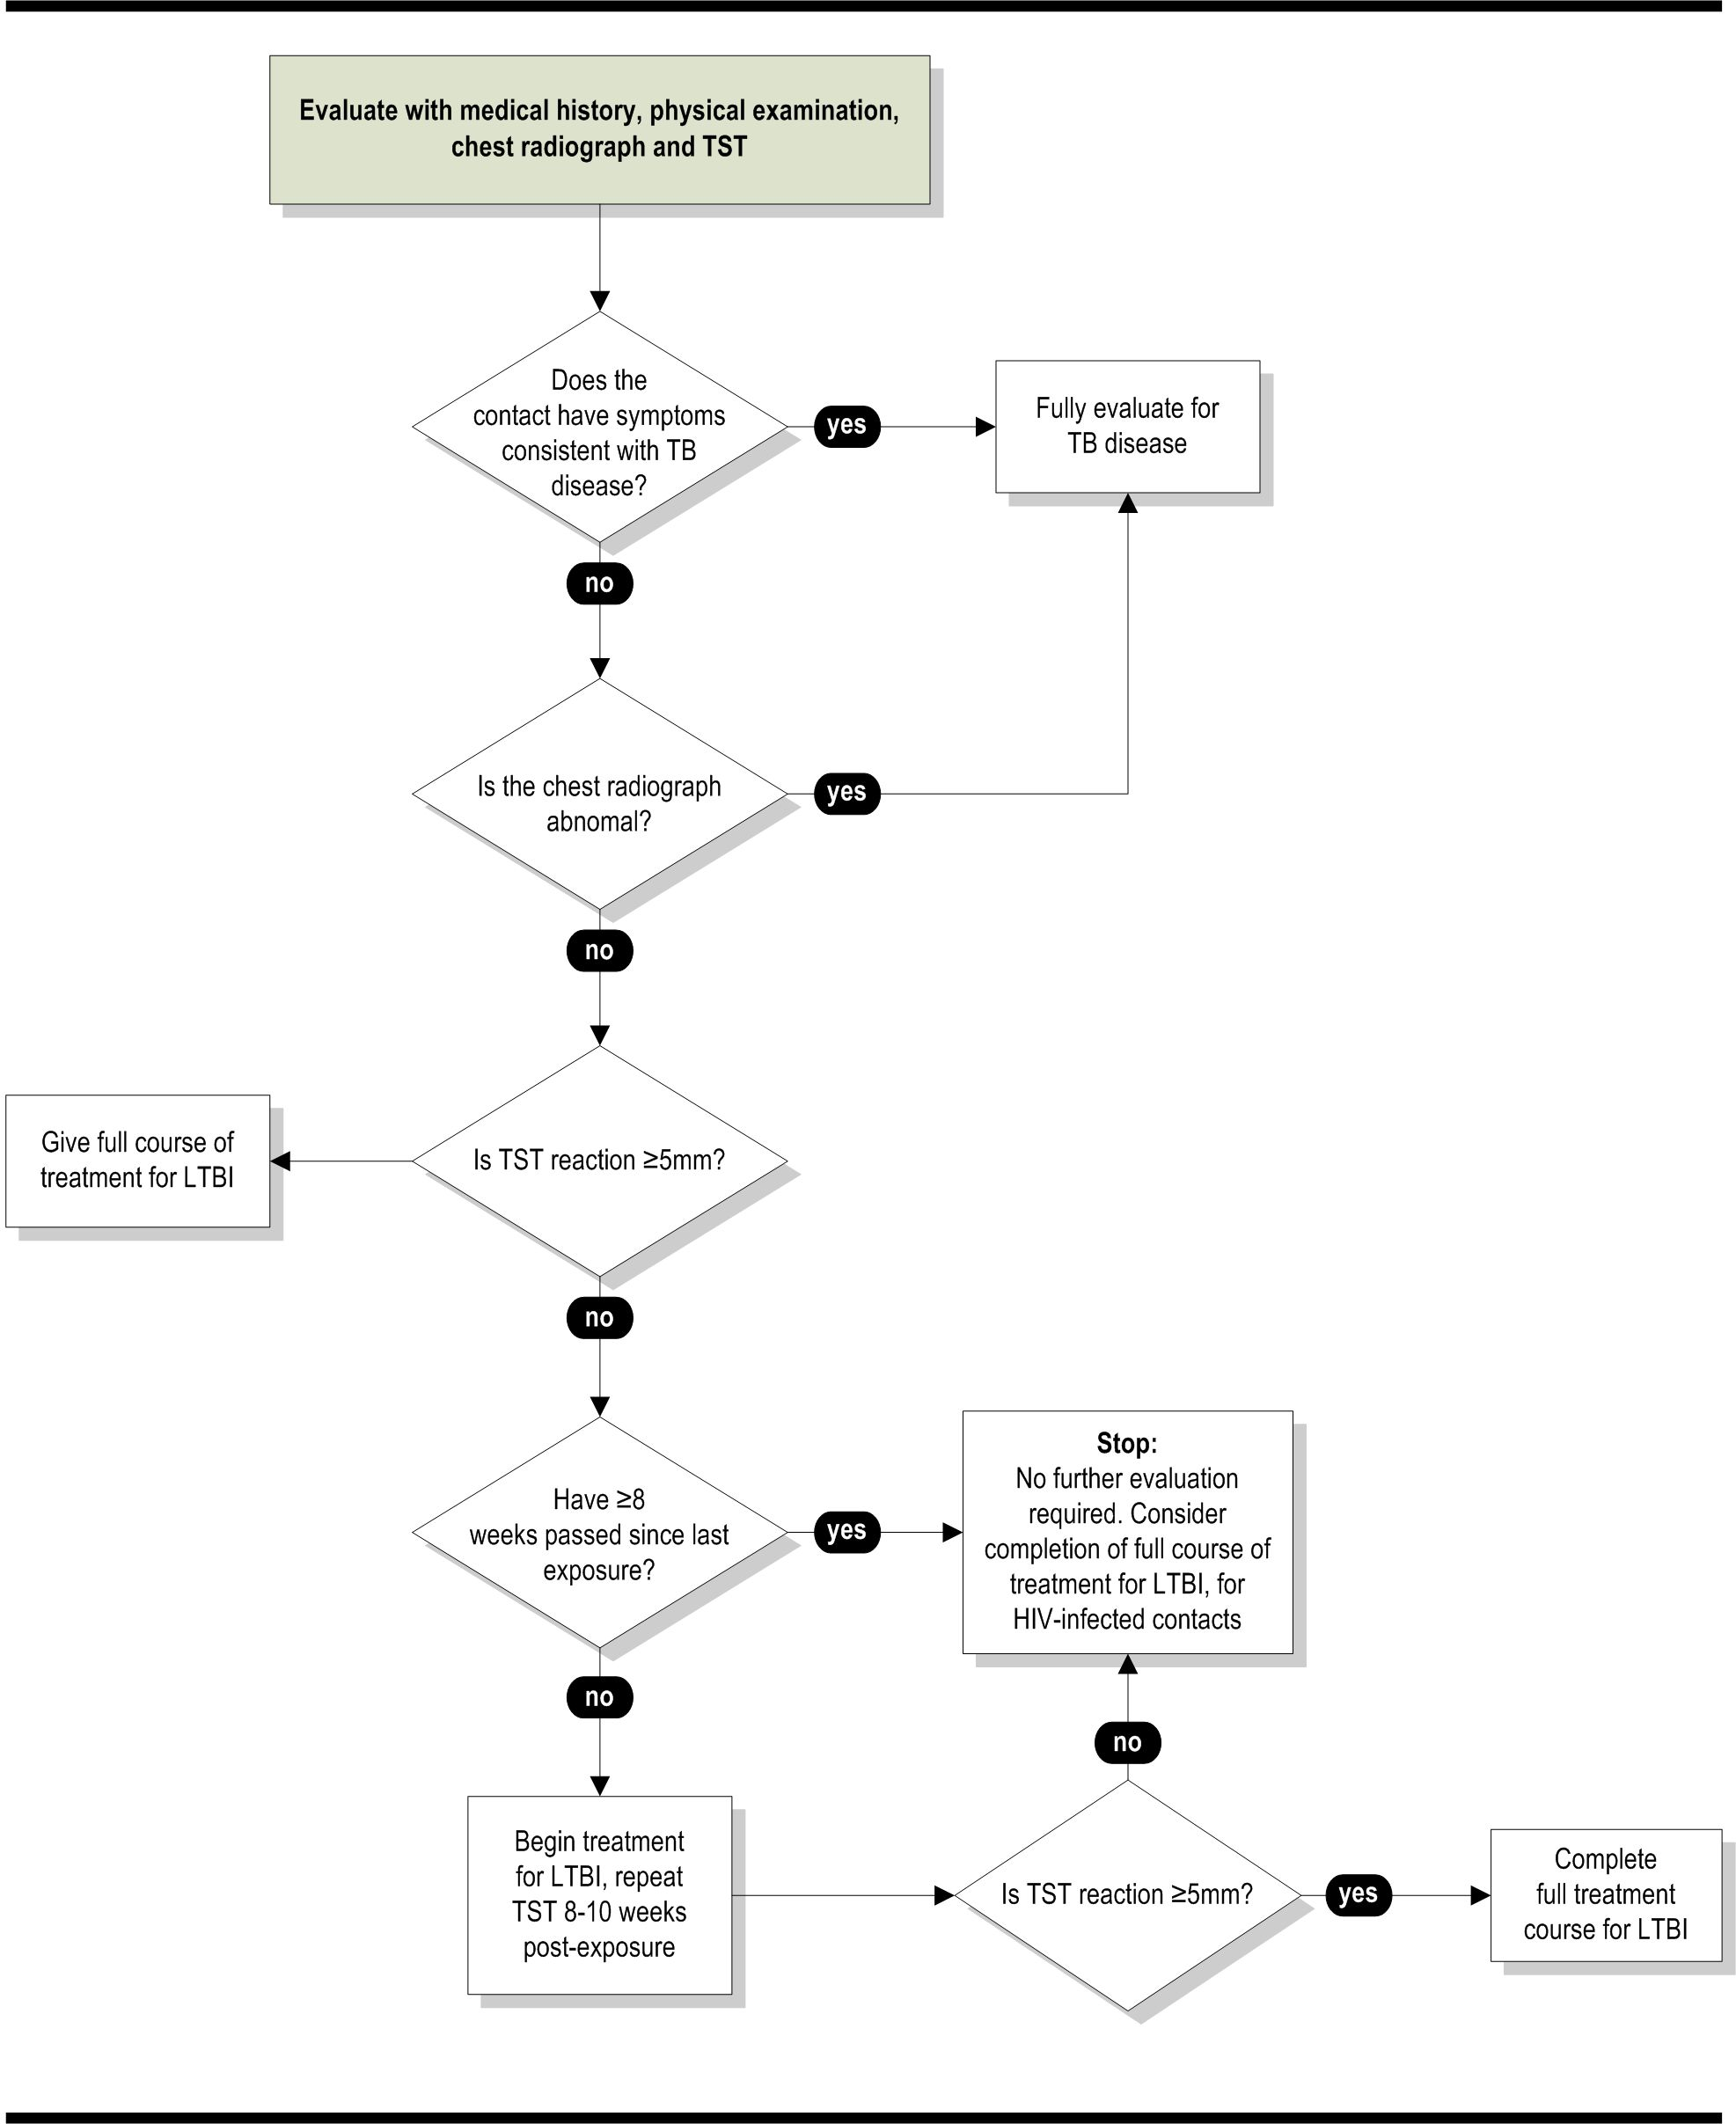 Evaluate with medical history, physical examination,
chest radiograph and TST
Does the
contact have symptoms
consistent with TB
disease?
yes
Fully evaluate for
TB disease
no
Is the chest radiograph
abnomal?
yes
no
Give full course of
treatment for LTBI
Is TST reaction ≥5mm?
no
Have ≥8
weeks passed since last
exposure?
yes
Stop:
No further evaluation
required. Consider
completion of full course of
treatment for LTBI, for
HIV-infected contacts
no
no
Begin treatment
for LTBI, repeat
TST 8-10 weeks
post-exposure
Is TST reaction ≥5mm?
yes
Complete
full treatment
course for LTBI